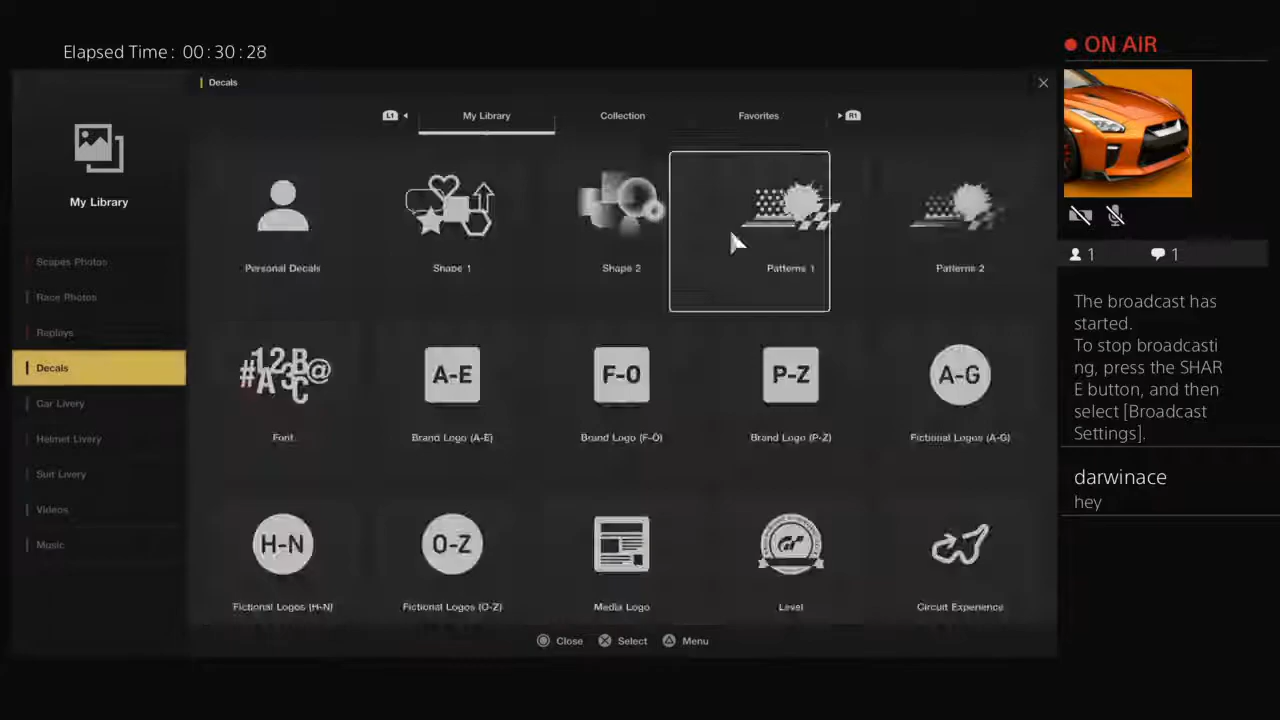 Elapsed Time: 00:30:28
ON AIR
Decals
L1 My Library Collection Favorites R1
My Library
Personal Decals Shape 1 Shape 2 Patterns 1 Patterns 2
Scapes Photos
Race Photos
Replays
Decals
Car Livery
Helmet Livery
Suit Livery
Videos
Music
#12B@A3C
A-E F-O P-Z A-G
Font Brand Logo (A-E) Brand Logo (F-O) Brand Logo (P-Z) Fictional Logos (A-G)
H-N O-Z GT
Fictional Logos (H-N) Fictional Logos (O-Z) Media Logo Level Circuit Experience
Close Select Menu
1 1
The broadcast has
started.
To stop broadcasti
ng, press the SHAR
E button, and then
select [Broadcast
Settings].
darwinace
hey